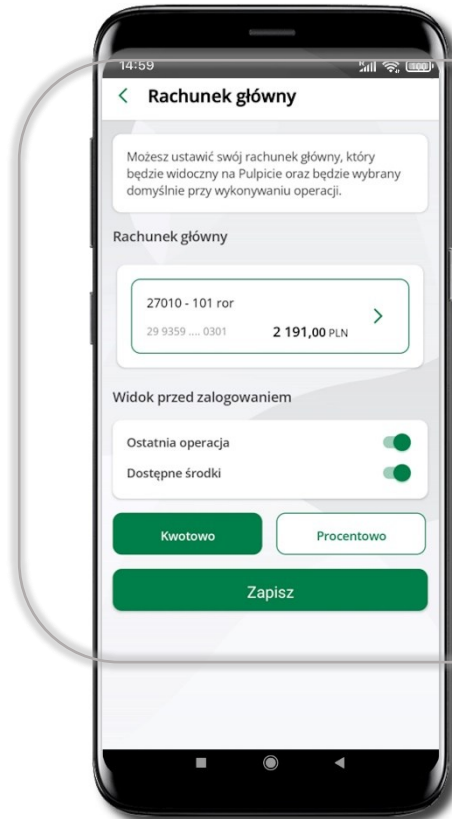 14:59
100
Rachunek główny
Możesz ustawić swój rachunek główny, który
będzie widoczny na Pulpicie oraz będzie wybrany
domyślnie przy wykonywaniu operacji.
Rachunek główny
27010 - 101 ror
29 9359 .... 0301 2 191,00 PLN
Widok przed zalogowaniem
Ostatnia operacja
Dostępne środki
Kwotowo Procentowo
Zapisz